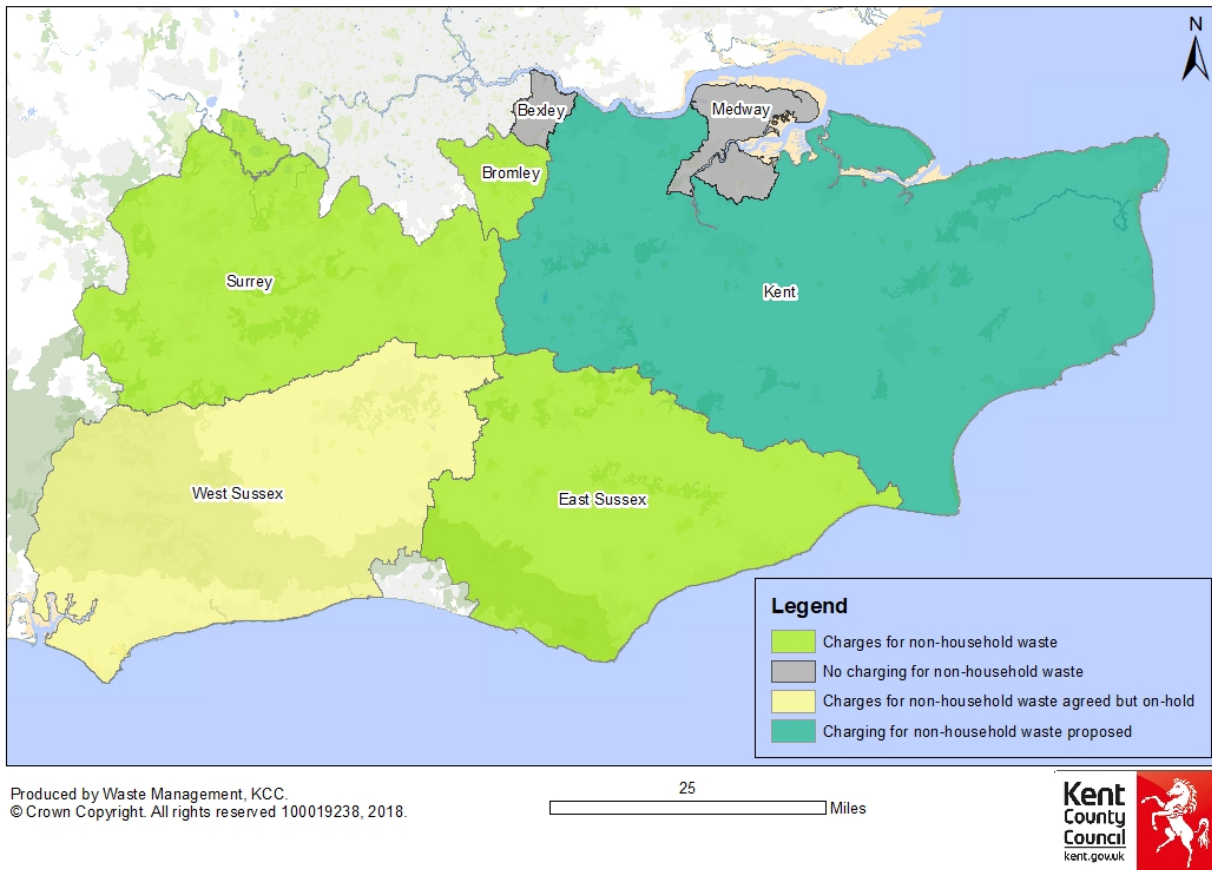 N
Bexley
Medway
Bromley
Surrey
Kent
West Sussex
East Sussex
Legend
Charges for non-household waste
No charging for non-household waste
Charges for non-household waste agreed but on-hold
Charging for non-household waste proposed
Produced by Waste Management, KCC.
© Crown Copyright. All rights reserved 100019238, 2018.
25
Miles
Kent
County
Council
kent.gov.uk